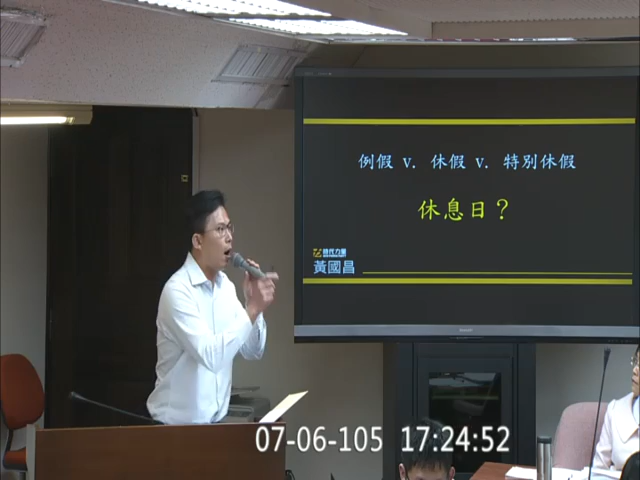 例假 v. 休假 v. 特別休假
休息日？
時代力量
黃國昌
07-06-105 17:24:52